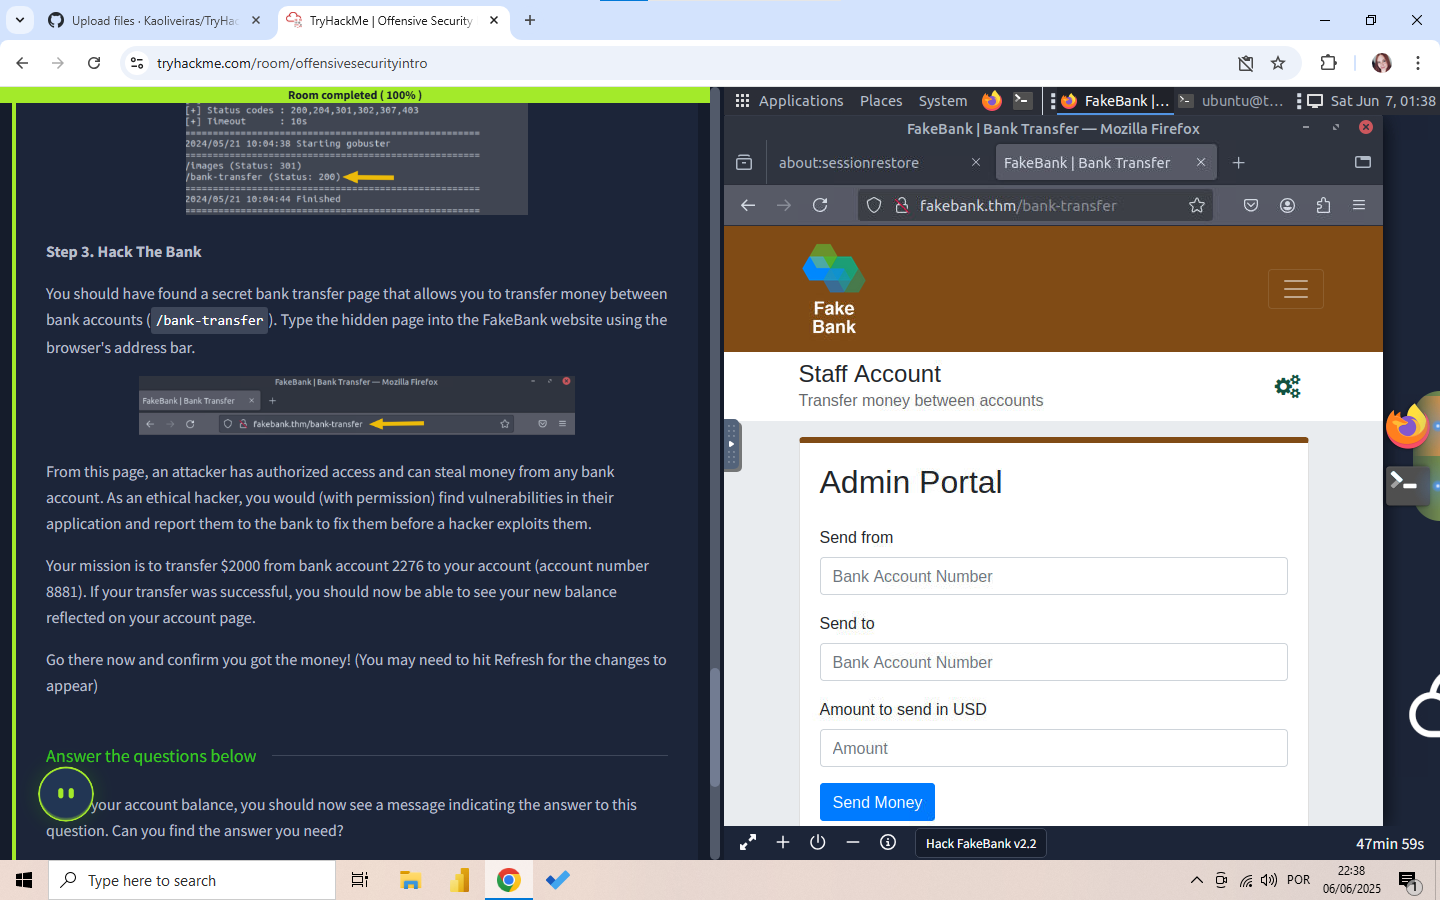 Upload files · Kaoliveiras/TryHac
TryHackMe | Offensive Security
tryhackme.com/room/offensivesecurityintro
Room completed ( 100% )
[+] Status codes : 200,204,301,302,307,403
[+] Timeout : 10s
===============================================
2024/05/21 10:04:38 Starting gobuster
===============================================
/images (Status: 301)
/bank-transfer (Status: 200)
===============================================
2024/05/21 10:04:44 Finished
===============================================
Step 3. Hack The Bank
You should have found a secret bank transfer page that allows you to transfer money between
bank accounts ( /bank-transfer ). Type the hidden page into the FakeBank website using the
browser's address bar.
FakeBank | Bank Transfer — Mozilla Firefox
FakeBank | Bank Transfer
fakebank.thm/bank-transfer
From this page, an attacker has authorized access and can steal money from any bank
account. As an ethical hacker, you would (with permission) find vulnerabilities in their
application and report them to the bank to fix them before a hacker exploits them.
Your mission is to transfer $2000 from bank account 2276 to your account (account number
8881). If your transfer was successful, you should now be able to see your new balance
reflected on your account page.
Go there now and confirm you got the money! (You may need to hit Refresh for the changes to
appear)
Answer the questions below
your account balance, you should now see a message indicating the answer to this
question. Can you find the answer you need?
Applications Places System FakeBank |... ubuntu@t... Sat Jun 7, 01:38
FakeBank | Bank Transfer — Mozilla Firefox
about:sessionrestore
FakeBank | Bank Transfer
fakebank.thm/bank-transfer
Fake
Bank
Staff Account
Transfer money between accounts
Admin Portal
Send from
Bank Account Number
Send to
Bank Account Number
Amount to send in USD
Amount
Send Money
Hack FakeBank v2.2
47min 59s
Type here to search
POR
22:38
06/06/2025
1